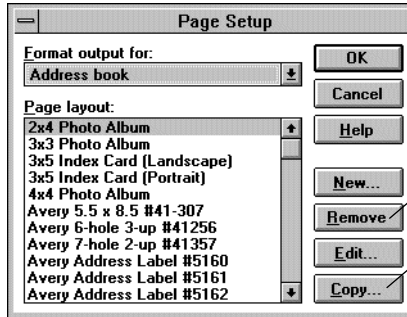 Page Setup
Format output for:
Address book
Page layout:
2x4 Photo Album
3x3 Photo Album
3x5 Index Card (Landscape)
3x5 Index Card (Portrait)
4x4 Photo Album
Avery 5.5 x 8.5 #41-307
Avery 6-hole 3-up #41256
Avery 7-hole 2-up #41357
Avery Address Label #5160
Avery Address Label #5161
Avery Address Label #5162
OK
Cancel
Help
New...
Remove
Edit...
Copy...